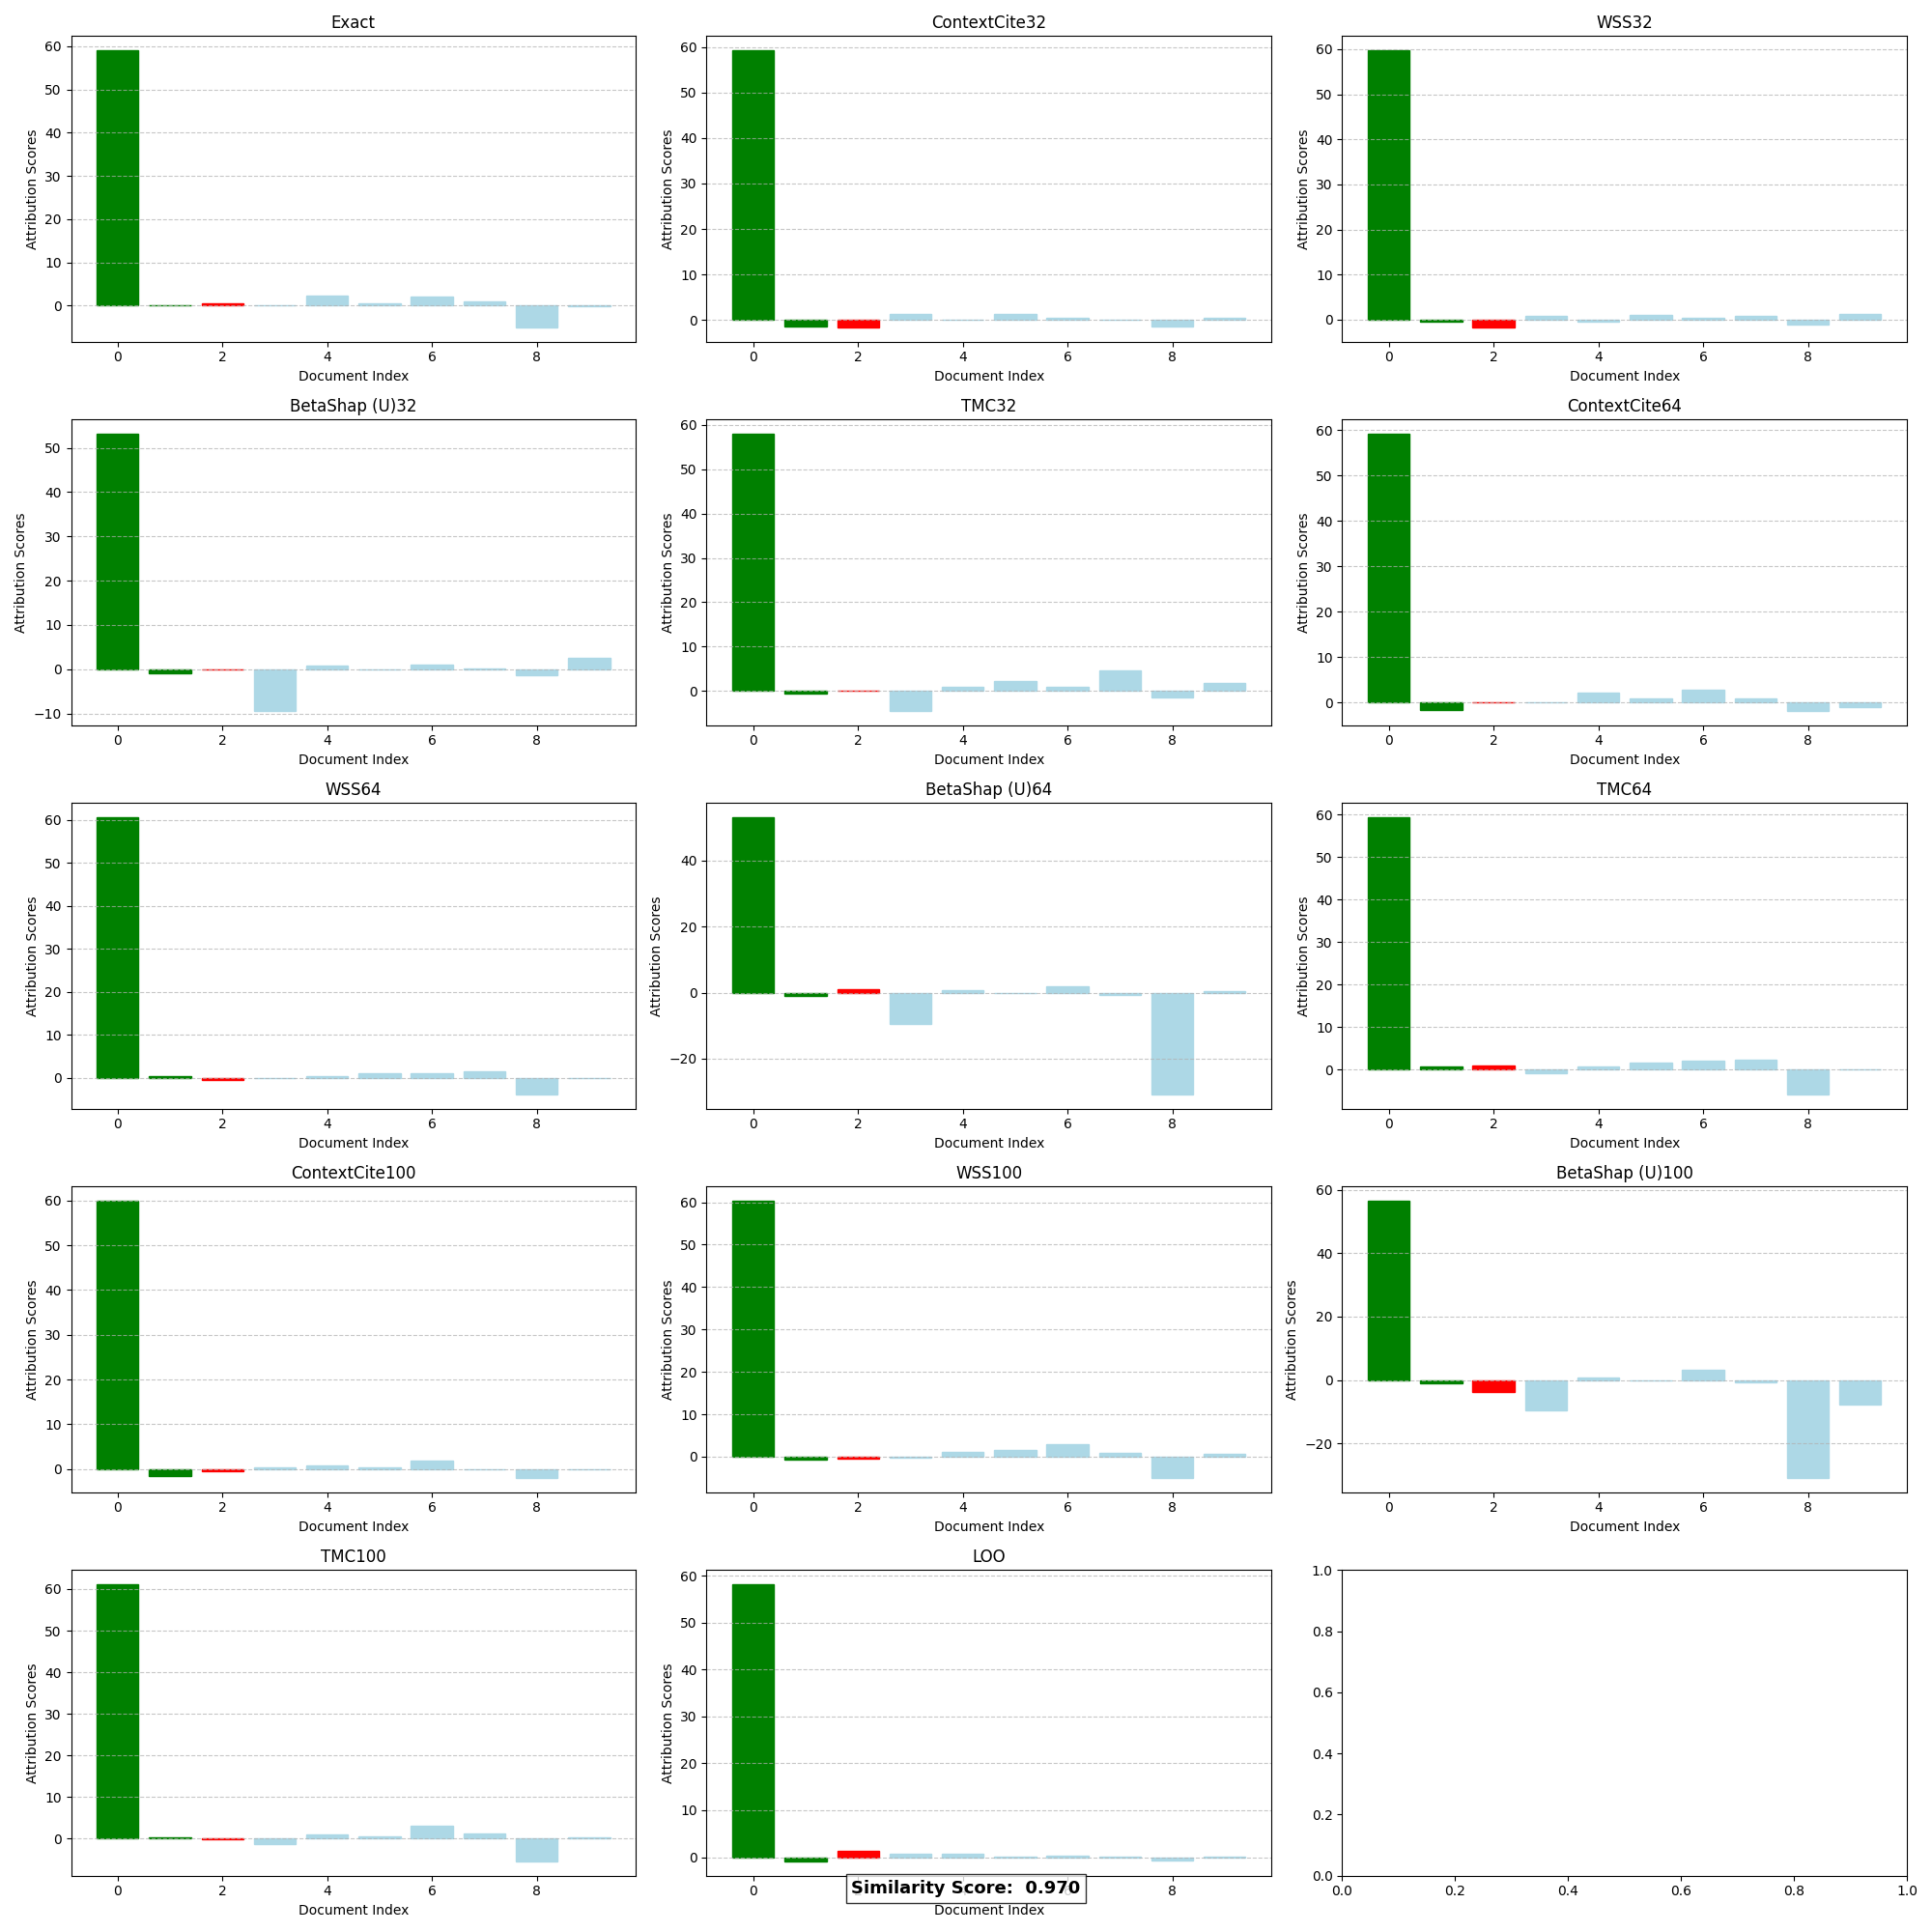 Exact
60
50
40
30
20
10
0
Attribution Scores
0 2 4 6 8
Document Index
ContextCite32
60
50
40
30
20
10
0
Attribution Scores
0 2 4 6 8
Document Index
WSS32
60
50
40
30
20
10
0
Attribution Scores
0 2 4 6 8
Document Index
BetaShap (U)32
50
40
30
20
10
0
−10
Attribution Scores
0 2 4 6 8
Document Index
TMC32
60
50
40
30
20
10
0
Attribution Scores
0 2 4 6 8
Document Index
ContextCite64
60
50
40
30
20
10
0
Attribution Scores
0 2 4 6 8
Document Index
WSS64
60
50
40
30
20
10
0
Attribution Scores
0 2 4 6 8
Document Index
BetaShap (U)64
40
20
0
−20
Attribution Scores
0 2 4 6 8
Document Index
TMC64
60
50
40
30
20
10
0
Attribution Scores
0 2 4 6 8
Document Index
ContextCite100
60
50
40
30
20
10
0
Attribution Scores
0 2 4 6 8
Document Index
WSS100
60
50
40
30
20
10
0
Attribution Scores
0 2 4 6 8
Document Index
BetaShap (U)100
60
40
20
0
−20
Attribution Scores
0 2 4 6 8
Document Index
TMC100
60
50
40
30
20
10
0
Attribution Scores
0 2 4 6 8
Document Index
LOO
60
50
40
30
20
10
0
Attribution Scores
0 8
Similarity Score: 0.970
Document Index
1.0
0.8
0.6
0.4
0.2
0.0
0.0 0.2 0.4 0.6 0.8 1.0